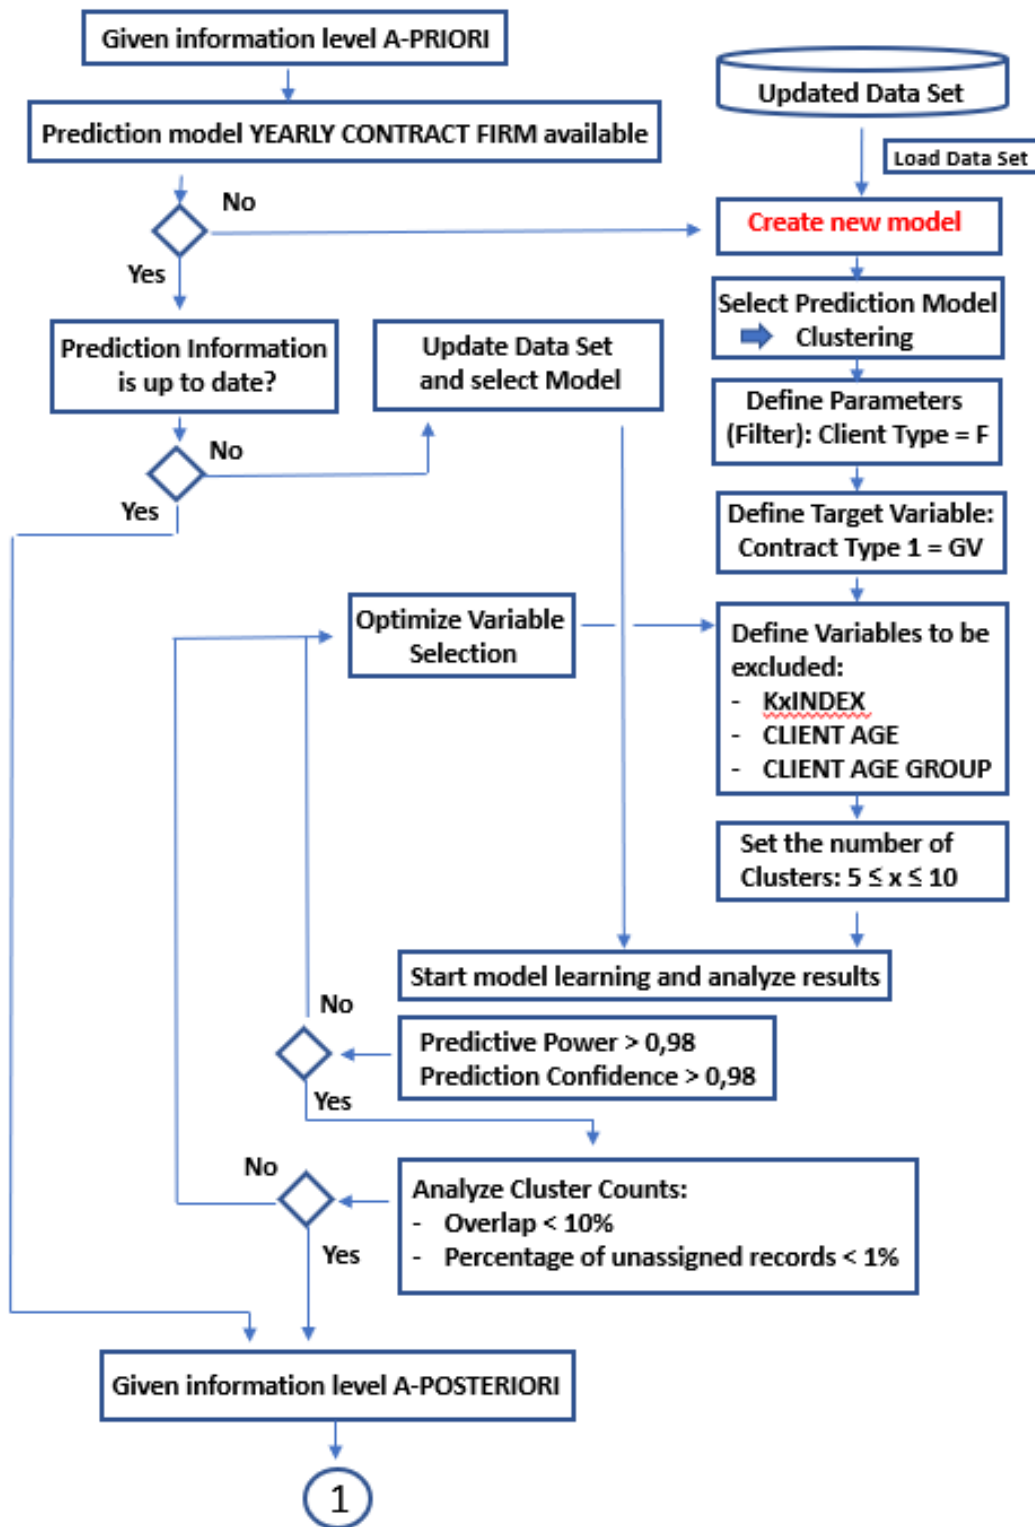 Given information level A-PRIORI
Updated Data Set
Prediction model YEARLY CONTRACT FIRM available
Load Data Set
No
Create new model
Yes
Select Prediction Model
Clustering
Prediction Information
is up to date?
Update Data Set
and select Model
Define Parameters
(Filter): Client Type = F
No
Yes
Define Target Variable:
Contract Type 1 = GV
Optimize Variable
Selection
Define Variables to be
excluded:
- KxINDEX
- CLIENT AGE
- CLIENT AGE GROUP
Set the number of
Clusters: 5 ≤ x ≤ 10
Start model learning and analyze results
No
Predictive Power > 0,98
Prediction Confidence > 0,98
Yes
No
Analyze Cluster Counts:
- Overlap < 10%
- Percentage of unassigned records < 1%
Yes
Given information level A-POSTERIORI
1